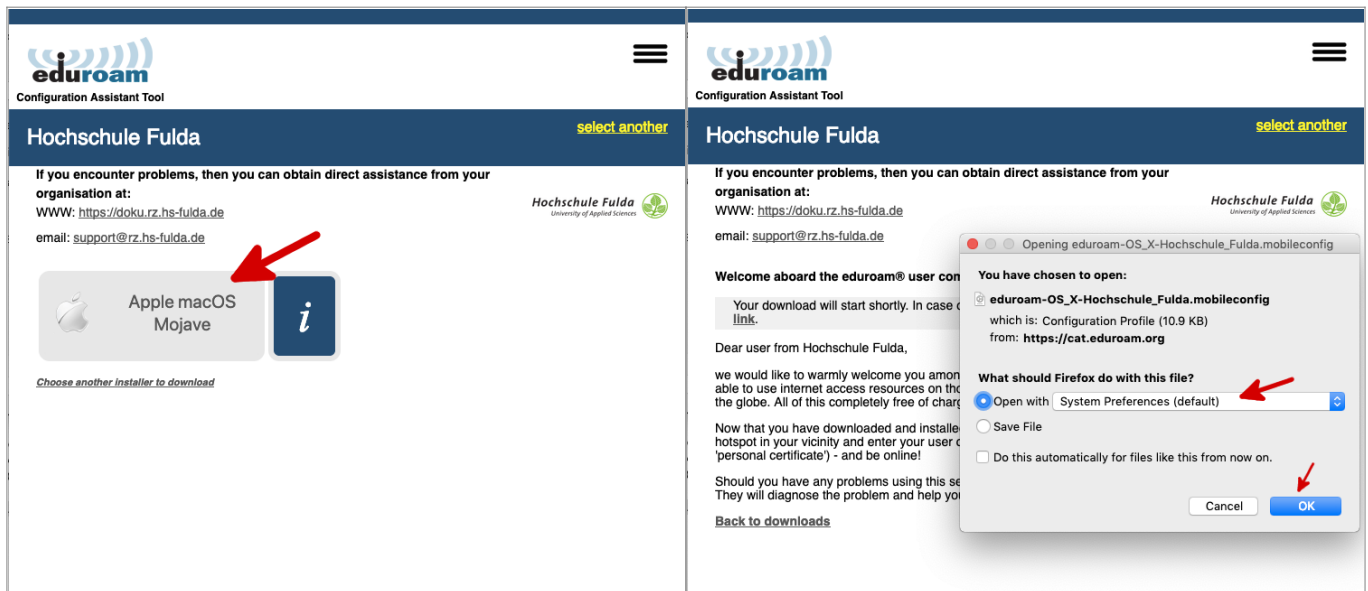 eduroam
Configuration Assistant Tool
Hochschule Fulda
select another
If you encounter problems, then you can obtain direct assistance from your
organisation at:
WWW: https://doku.rz.hs-fulda.de
email: support@rz.hs-fulda.de
Hochschule Fulda
University of Applied Sciences
Apple macOS
Mojave
i
Choose another installer to download
eduroam
Configuration Assistant Tool
Hochschule Fulda
select another
If you encounter problems, then you can obtain direct assistance from your
organisation at:
WWW: https://doku.rz.hs-fulda.de
email: support@rz.hs-fulda.de
Hochschule Fulda
University of Applied Sciences
Welcome aboard the eduroam® user com
Your download will start shortly. In case
link.
Dear user from Hochschule Fulda,
we would like to warmly welcome you amon
able to use internet access resources on
the globe. All of this completely free of charg
Now that you have downloaded and installe
hotspot in your vicinity and enter your user
'personal certificate') - and be online!
Should you have any problems using this se
They will diagnose the problem and help you
Back to downloads
Opening eduroam-OS_X-Hochschule_Fulda.mobileconfig
You have chosen to open:
eduroam-OS_X-Hochschule_Fulda.mobileconfig
which is: Configuration Profile (10.9 KB)
from: https://cat.eduroam.org
What should Firefox do with this file?
Open with System Preferences (default)
Save File
Do this automatically for files like this from now on.
Cancel
OK